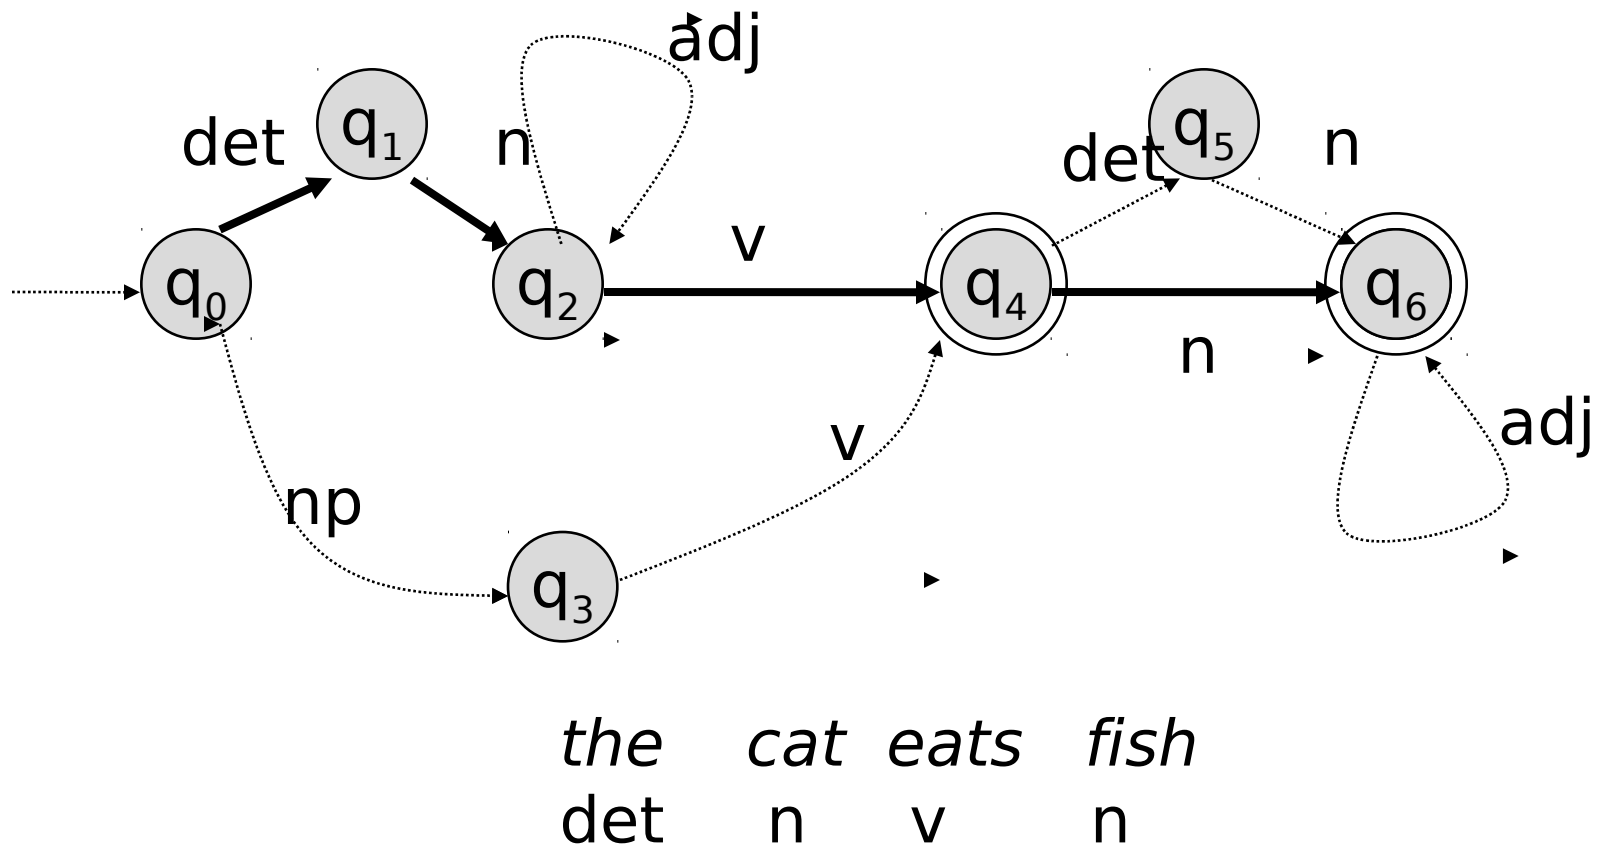 adj
q1
q5
det
n
det
n
v
q0
q2
q4
q6
n
adj
v
np
q3
the cat eats fish
det n v n